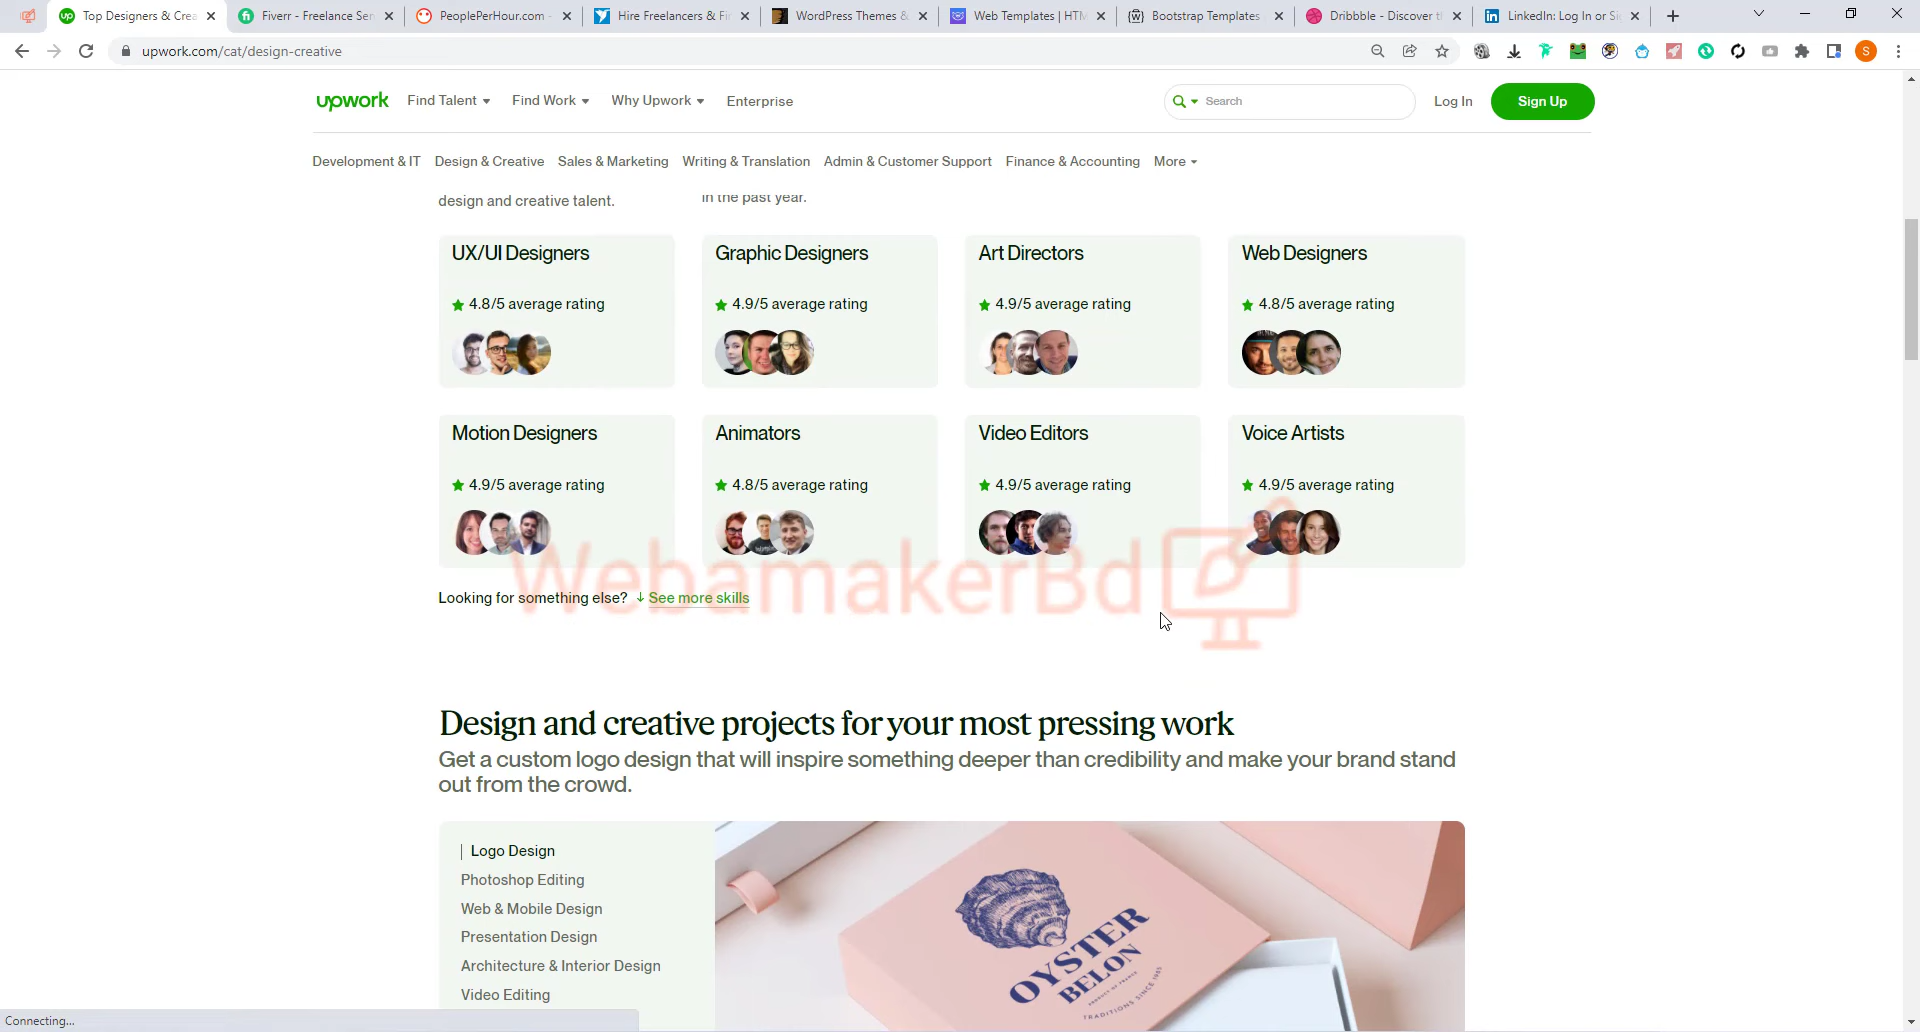 Top Designers & Crea
Fiverr - Freelance Ser
PeoplePerHour.com -
Hire Freelancers & Fi
WordPress Themes &
Web Templates | HTM
Bootstrap Templates
Dribbble - Discover t
LinkedIn: Log In or Si
upwork.com/cat/design-creative
S
upwork Find Talent Find Work Why Upwork Enterprise Search Log In Sign Up
Development & IT Design & Creative Sales & Marketing Writing & Translation Admin & Customer Support Finance & Accounting More
design and creative talent. in the past year.
UX/UI Designers Graphic Designers Art Directors Web Designers
4.8/5 average rating 4.9/5 average rating 4.9/5 average rating 4.8/5 average rating
Motion Designers Animators Video Editors Voice Artists
4.9/5 average rating 4.8/5 average rating 4.9/5 average rating 4.9/5 average rating
WebamakerBd
Looking for something else? ↓ See more skills
Design and creative projects for your most pressing work
Get a custom logo design that will inspire something deeper than credibility and make your brand stand
out from the crowd.
Logo Design
Photoshop Editing
Web & Mobile Design
Presentation Design
Architecture & Interior Design
Video Editing
OYSTER
BELON
PRODUCT OF FRANCE
TRADITIONS SINCE 1985
Connecting...